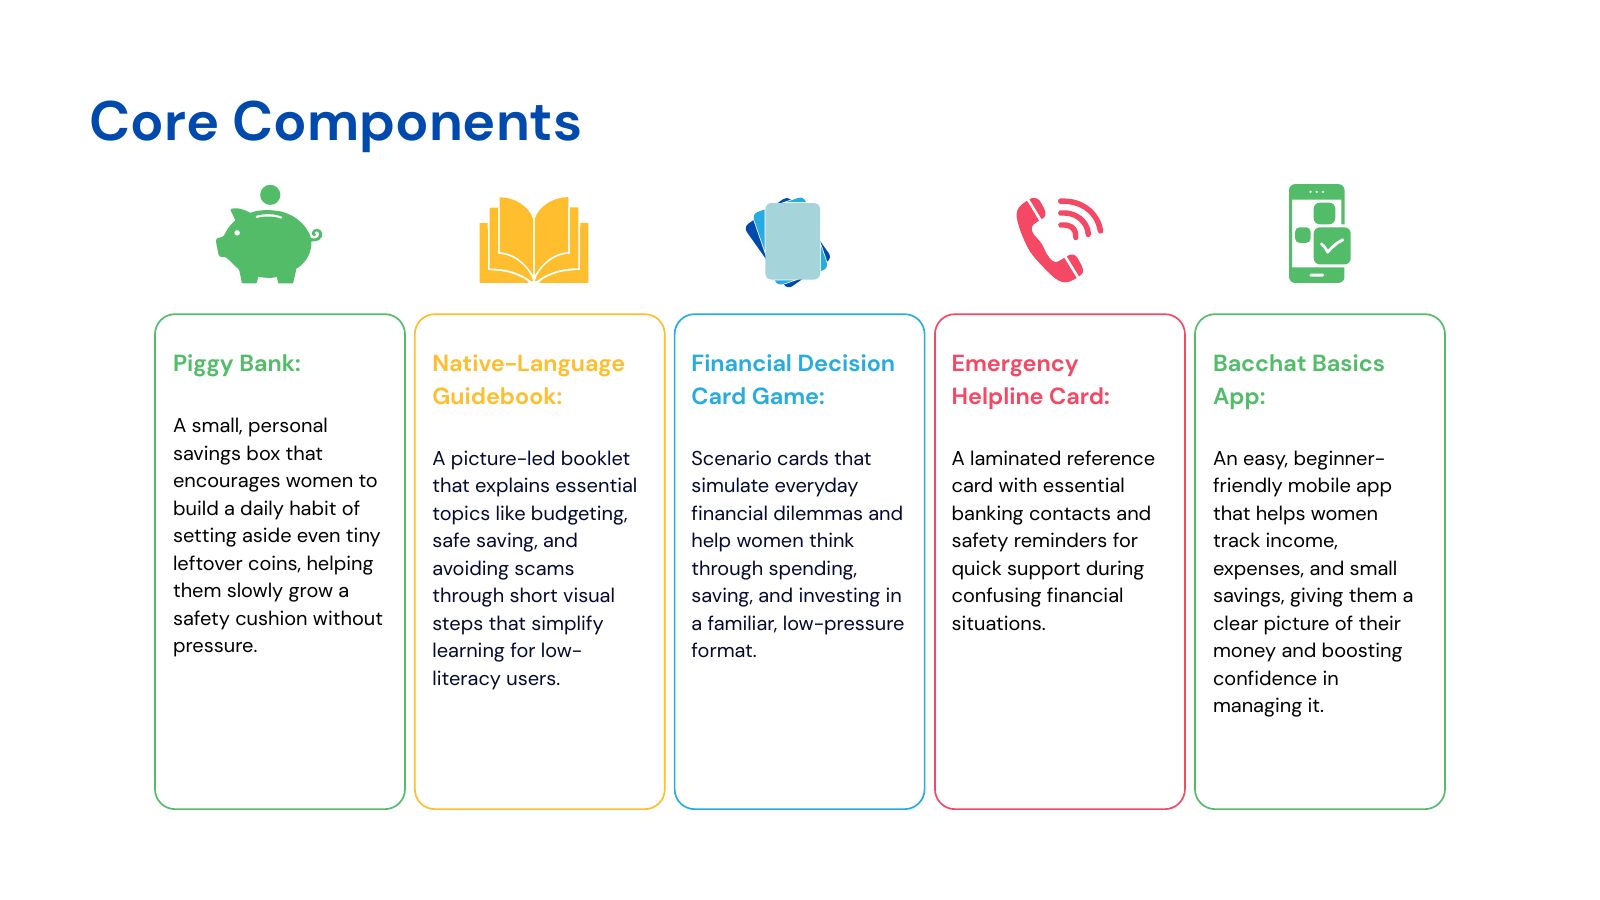 Core Components
Piggy Bank:
A small, personal
savings box that
encourages women to
build a daily habit of
setting aside even tiny
leftover coins, helping
them slowly grow a
safety cushion without
pressure.
Native-Language
Guidebook:
A picture-led booklet
that explains essential
topics like budgeting,
safe saving, and
avoiding scams
through short visual
steps that simplify
learning for low-
literacy users.
Financial Decision
Card Game:
Scenario cards that
simulate everyday
financial dilemmas and
help women think
through spending,
saving, and investing in
a familiar, low-pressure
format.
Emergency
Helpline Card:
A laminated reference
card with essential
banking contacts and
safety reminders for
quick support during
confusing financial
situations.
Bacchat Basics
App:
An easy, beginner-
friendly mobile app
that helps women
track income,
expenses, and small
savings, giving them a
clear picture of their
money and boosting
confidence in
managing it.